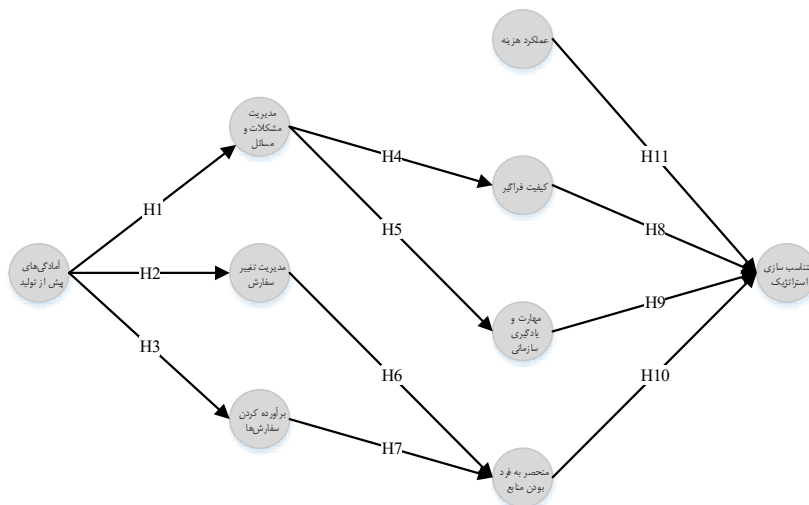 عملکرد هزینه
مدیریت
مشکلات و
مسائل
H11
H4
کیفیت فراگیر
H1
H5
H8
آمادگی‌های
پیش از تولید
H2
مدیریت تغییر
سفارش
تناسب سازی
استراتژیک
H9
مهارت و
یادگیری
سازمانی
H3
H6
H10
برآورده کردن
سفارش‌ها
H7
منحصر به فرد
بودن منابع